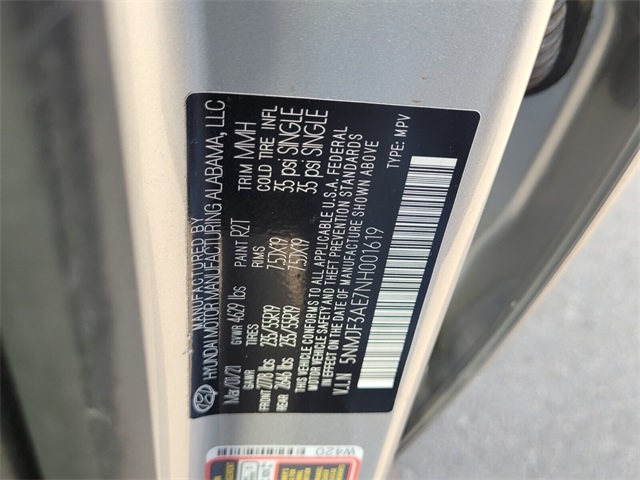 MANUFACTURED BY
HYUNDAI MOTOR MANUFACTURING ALABAMA, LLC
Mar/01/21 GVWR 4629 lbs PAINT R2T TRIM MMH
GAWR TIRES RIMS COLD TIRE INFL
FRONT 2778 lbs 235/55R19 7.5JX19 35 psi SINGLE
REAR 2646 lbs 235/55R19 7.5JX19 35 psi SINGLE
THIS VEHICLE CONFORMS TO ALL APPLICABLE U.S.A. FEDERAL
MOTOR VEHICLE SAFETY AND THEFT PREVENTION STANDARDS
IN EFFECT ON THE DATE OF MANUFACTURE SHOWN ABOVE
V.I.N 5NMJF3AE7NH001619
TYPE: MPV
W420